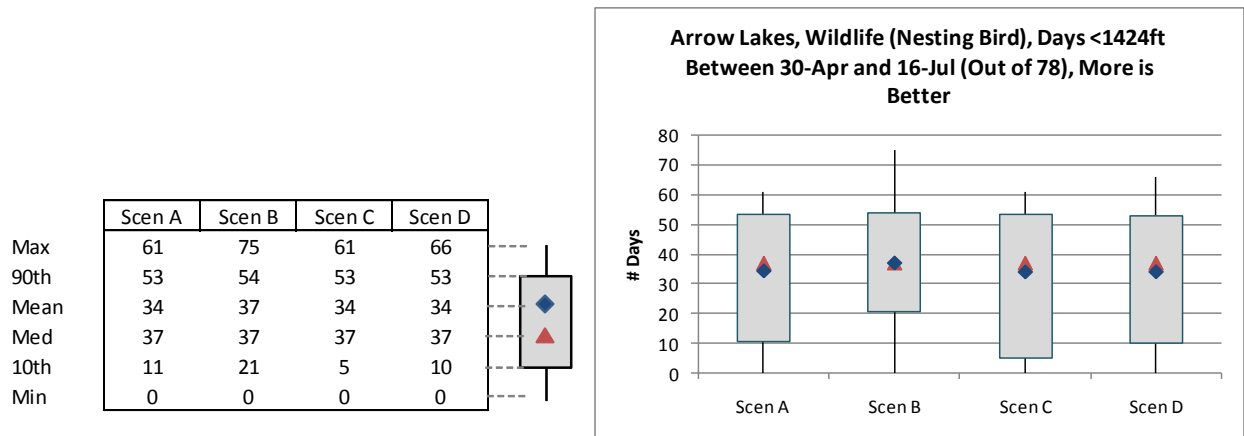 Scen A Scen B Scen C Scen D
Max 61 75 61 66
90th 53 54 53 53
Mean 34 37 34 34
Med 37 37 37 37
10th 11 21 5 10
Min 0 0 0 0
Arrow Lakes, Wildlife (Nesting Bird), Days <1424ft
Between 30-Apr and 16-Jul (Out of 78), More is
Better
# Days
80
70
60
50
40
30
20
10
0
Scen A Scen B Scen C Scen D